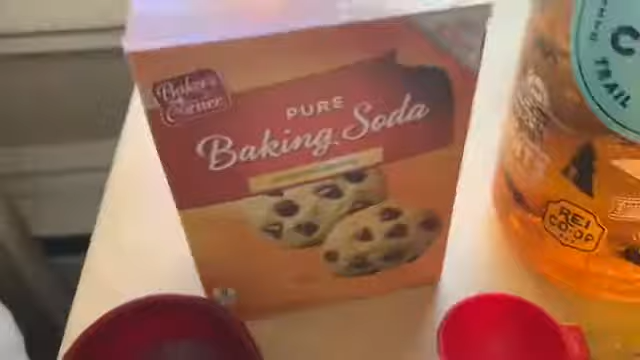 Baker's
Corner
PURE
Baking Soda
C
TRAIL
REI
CO·OP